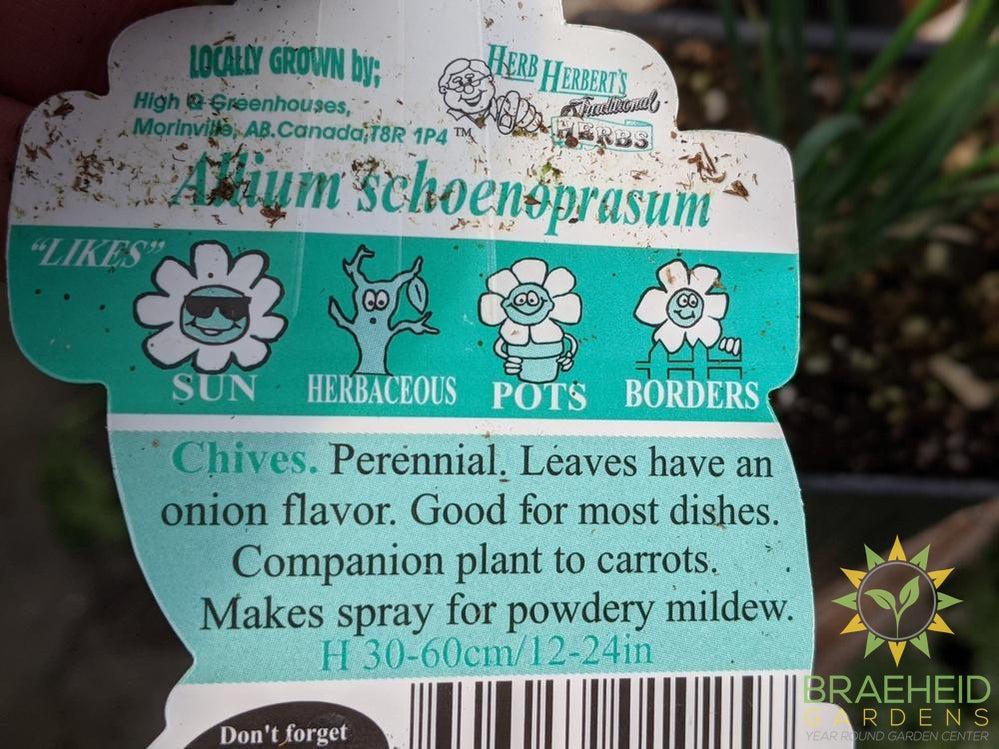 LOCALLY GROWN by;
High Q Greenhouses,
Morinville, AB.Canada,T8R 1P4
HERB HERBERT'S
Traditional
HERBS
TM
Allium schoenoprasum
"LIKES"
SUN HERBACEOUS POTS BORDERS
Chives. Perennial. Leaves have an
onion flavor. Good for most dishes.
Companion plant to carrots.
Makes spray for powdery mildew.
H 30-60cm/12-24in
Don't forget
BRAEHEID
GARDENS
YEAR ROUND GARDEN CENTER